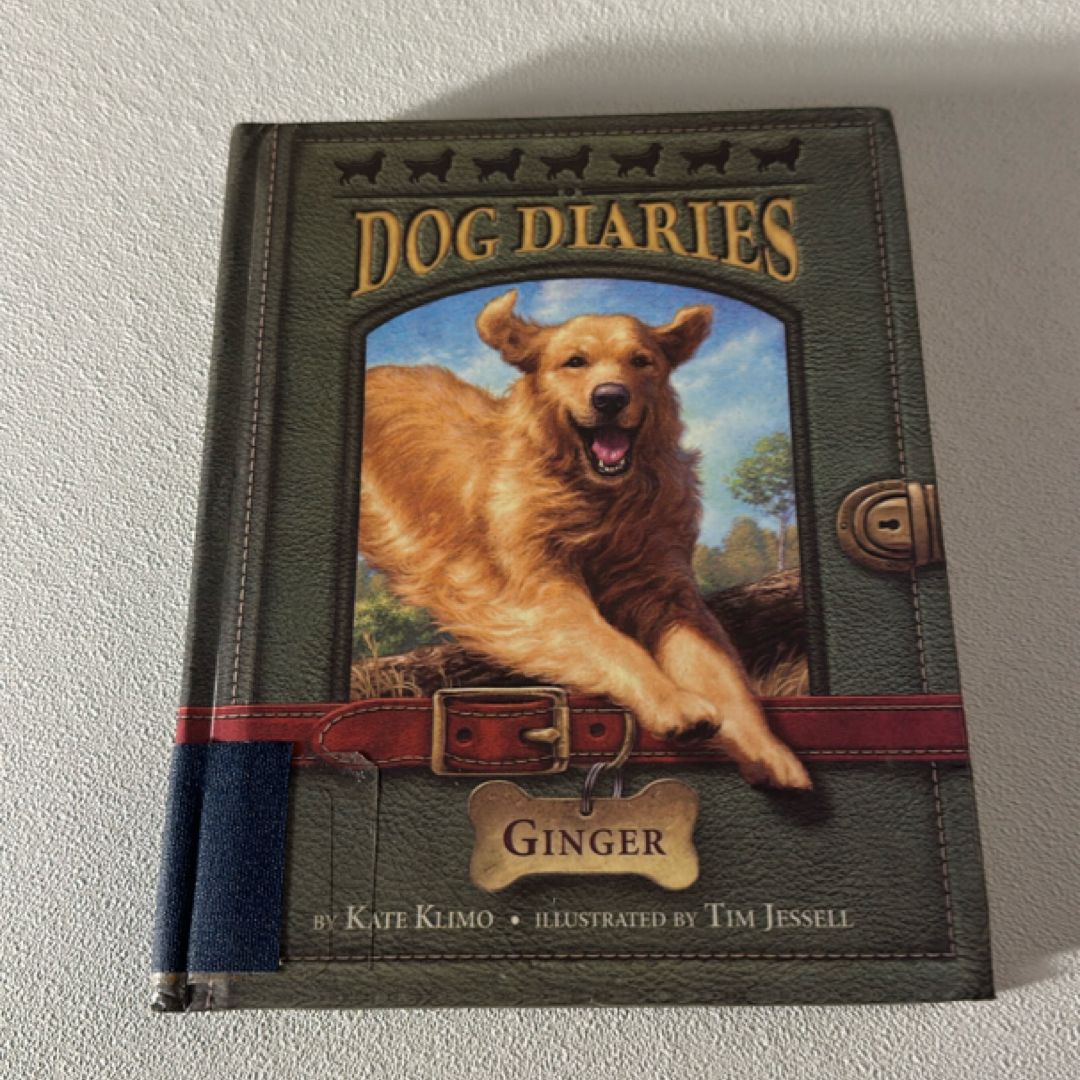 DOG DIARIES
GINGER
BY KATE KLIMO • ILLUSTRATED BY TIM JESSELL